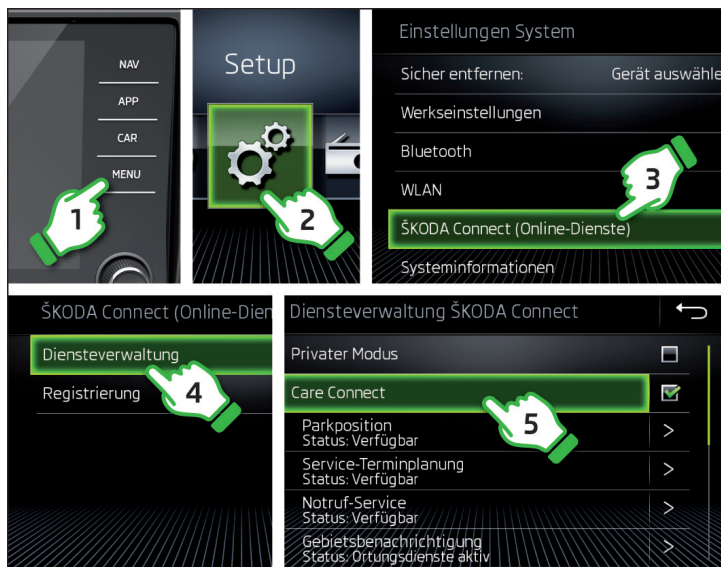 NAV
APP
CAR
MENU
1
Setup
2
Einstellungen System
Sicher entfernen: Gerät auswähle
Werkseinstellungen
Bluetooth
WLAN
3
ŠKODA Connect (Online-Dienste)
Systeminformationen
ŠKODA Connect (Online-Dien
Diensteverwaltung
Registrierung
4
Diensteverwaltung ŠKODA Connect
Privater Modus
Care Connect
5
Parkposition
Status: Verfügbar
Service-Terminplanung
Status: Verfügbar
Notruf-Service
Status: Verfügbar
Gebietsbenachrichtigung
Status: Ortungsdienste aktiv